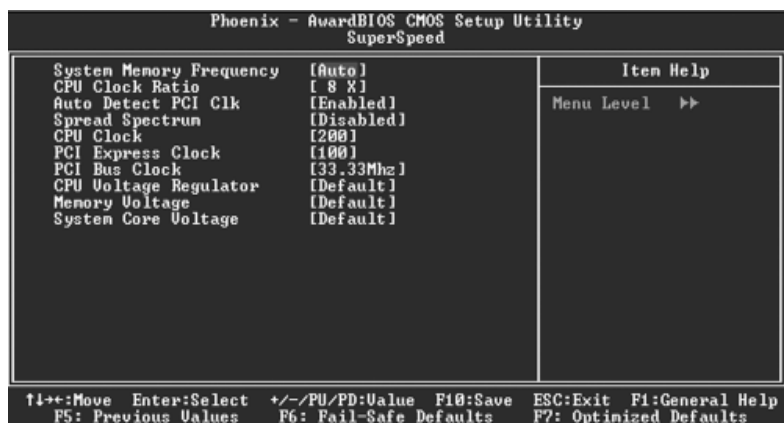 Phoenix - AwardBIOS CMOS Setup Utility
SuperSpeed
System Memory Frequency [Auto]
CPU Clock Ratio [ 8 X]
Auto Detect PCI Clk [Enabled]
Spread Spectrum [Disabled]
CPU Clock [200]
PCI Express Clock [100]
PCI Bus Clock [33.33Mhz]
CPU Voltage Regulator [Default]
Memory Voltage [Default]
System Core Voltage [Default]
Item Help
Menu Level ▶▶
↑↓→←:Move Enter:Select +/-/PU/PD:Value F10:Save ESC:Exit F1:General Help
F5: Previous Values F6: Fail-Safe Defaults F7: Optimized Defaults